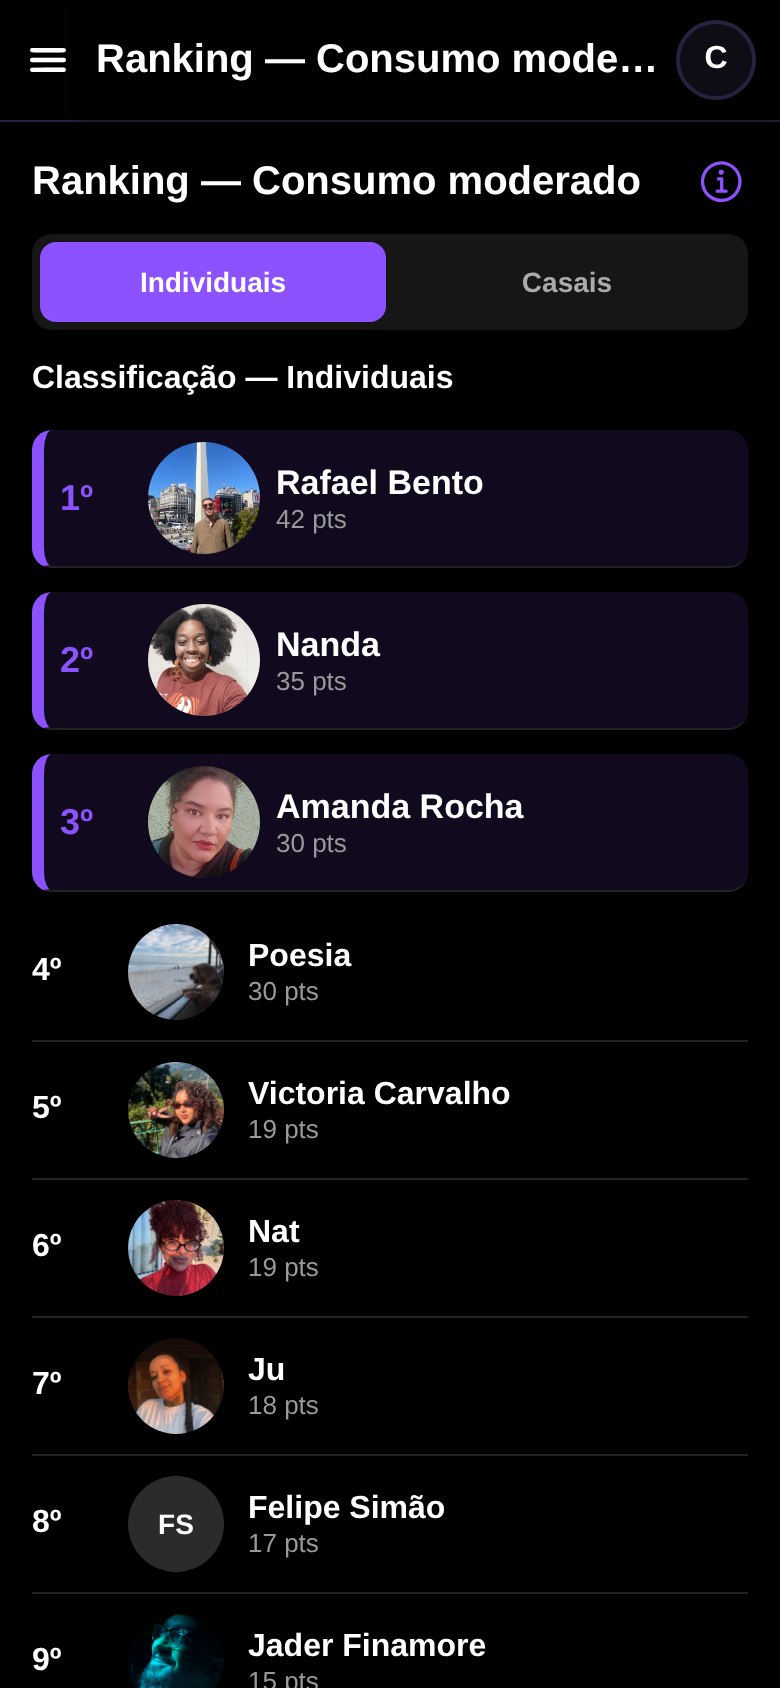 Ranking — Consumo mode…
C
Ranking — Consumo moderado
Individuais
Casais
Classificação — Individuais
1º
Rafael Bento
42 pts
2º
Nanda
35 pts
3º
Amanda Rocha
30 pts
4º
Poesia
30 pts
5º
Victoria Carvalho
19 pts
6º
Nat
19 pts
7º
Ju
18 pts
8º
FS
Felipe Simão
17 pts
9º
Jader Finamore
15 pts